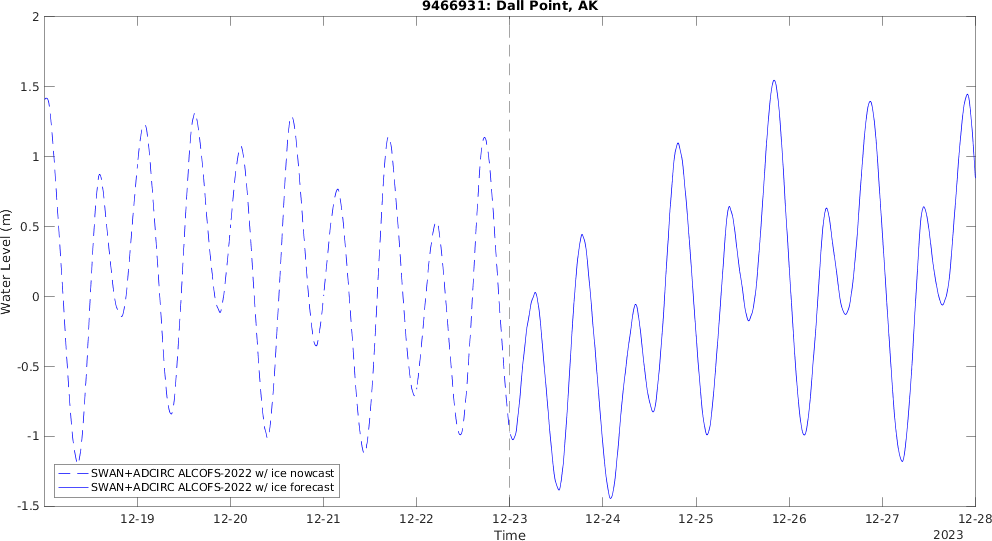 9466931: Dall Point, AK
2
1.5
1
0.5
0
-0.5
-1
-1.5
Water Level (m)
SWAN+ADCIRC ALCOFS-2022 w/ ice nowcast
SWAN+ADCIRC ALCOFS-2022 w/ ice forecast
12-19 12-20 12-21 12-22 12-23 12-24 12-25 12-26 12-27 12-28
Time
2023